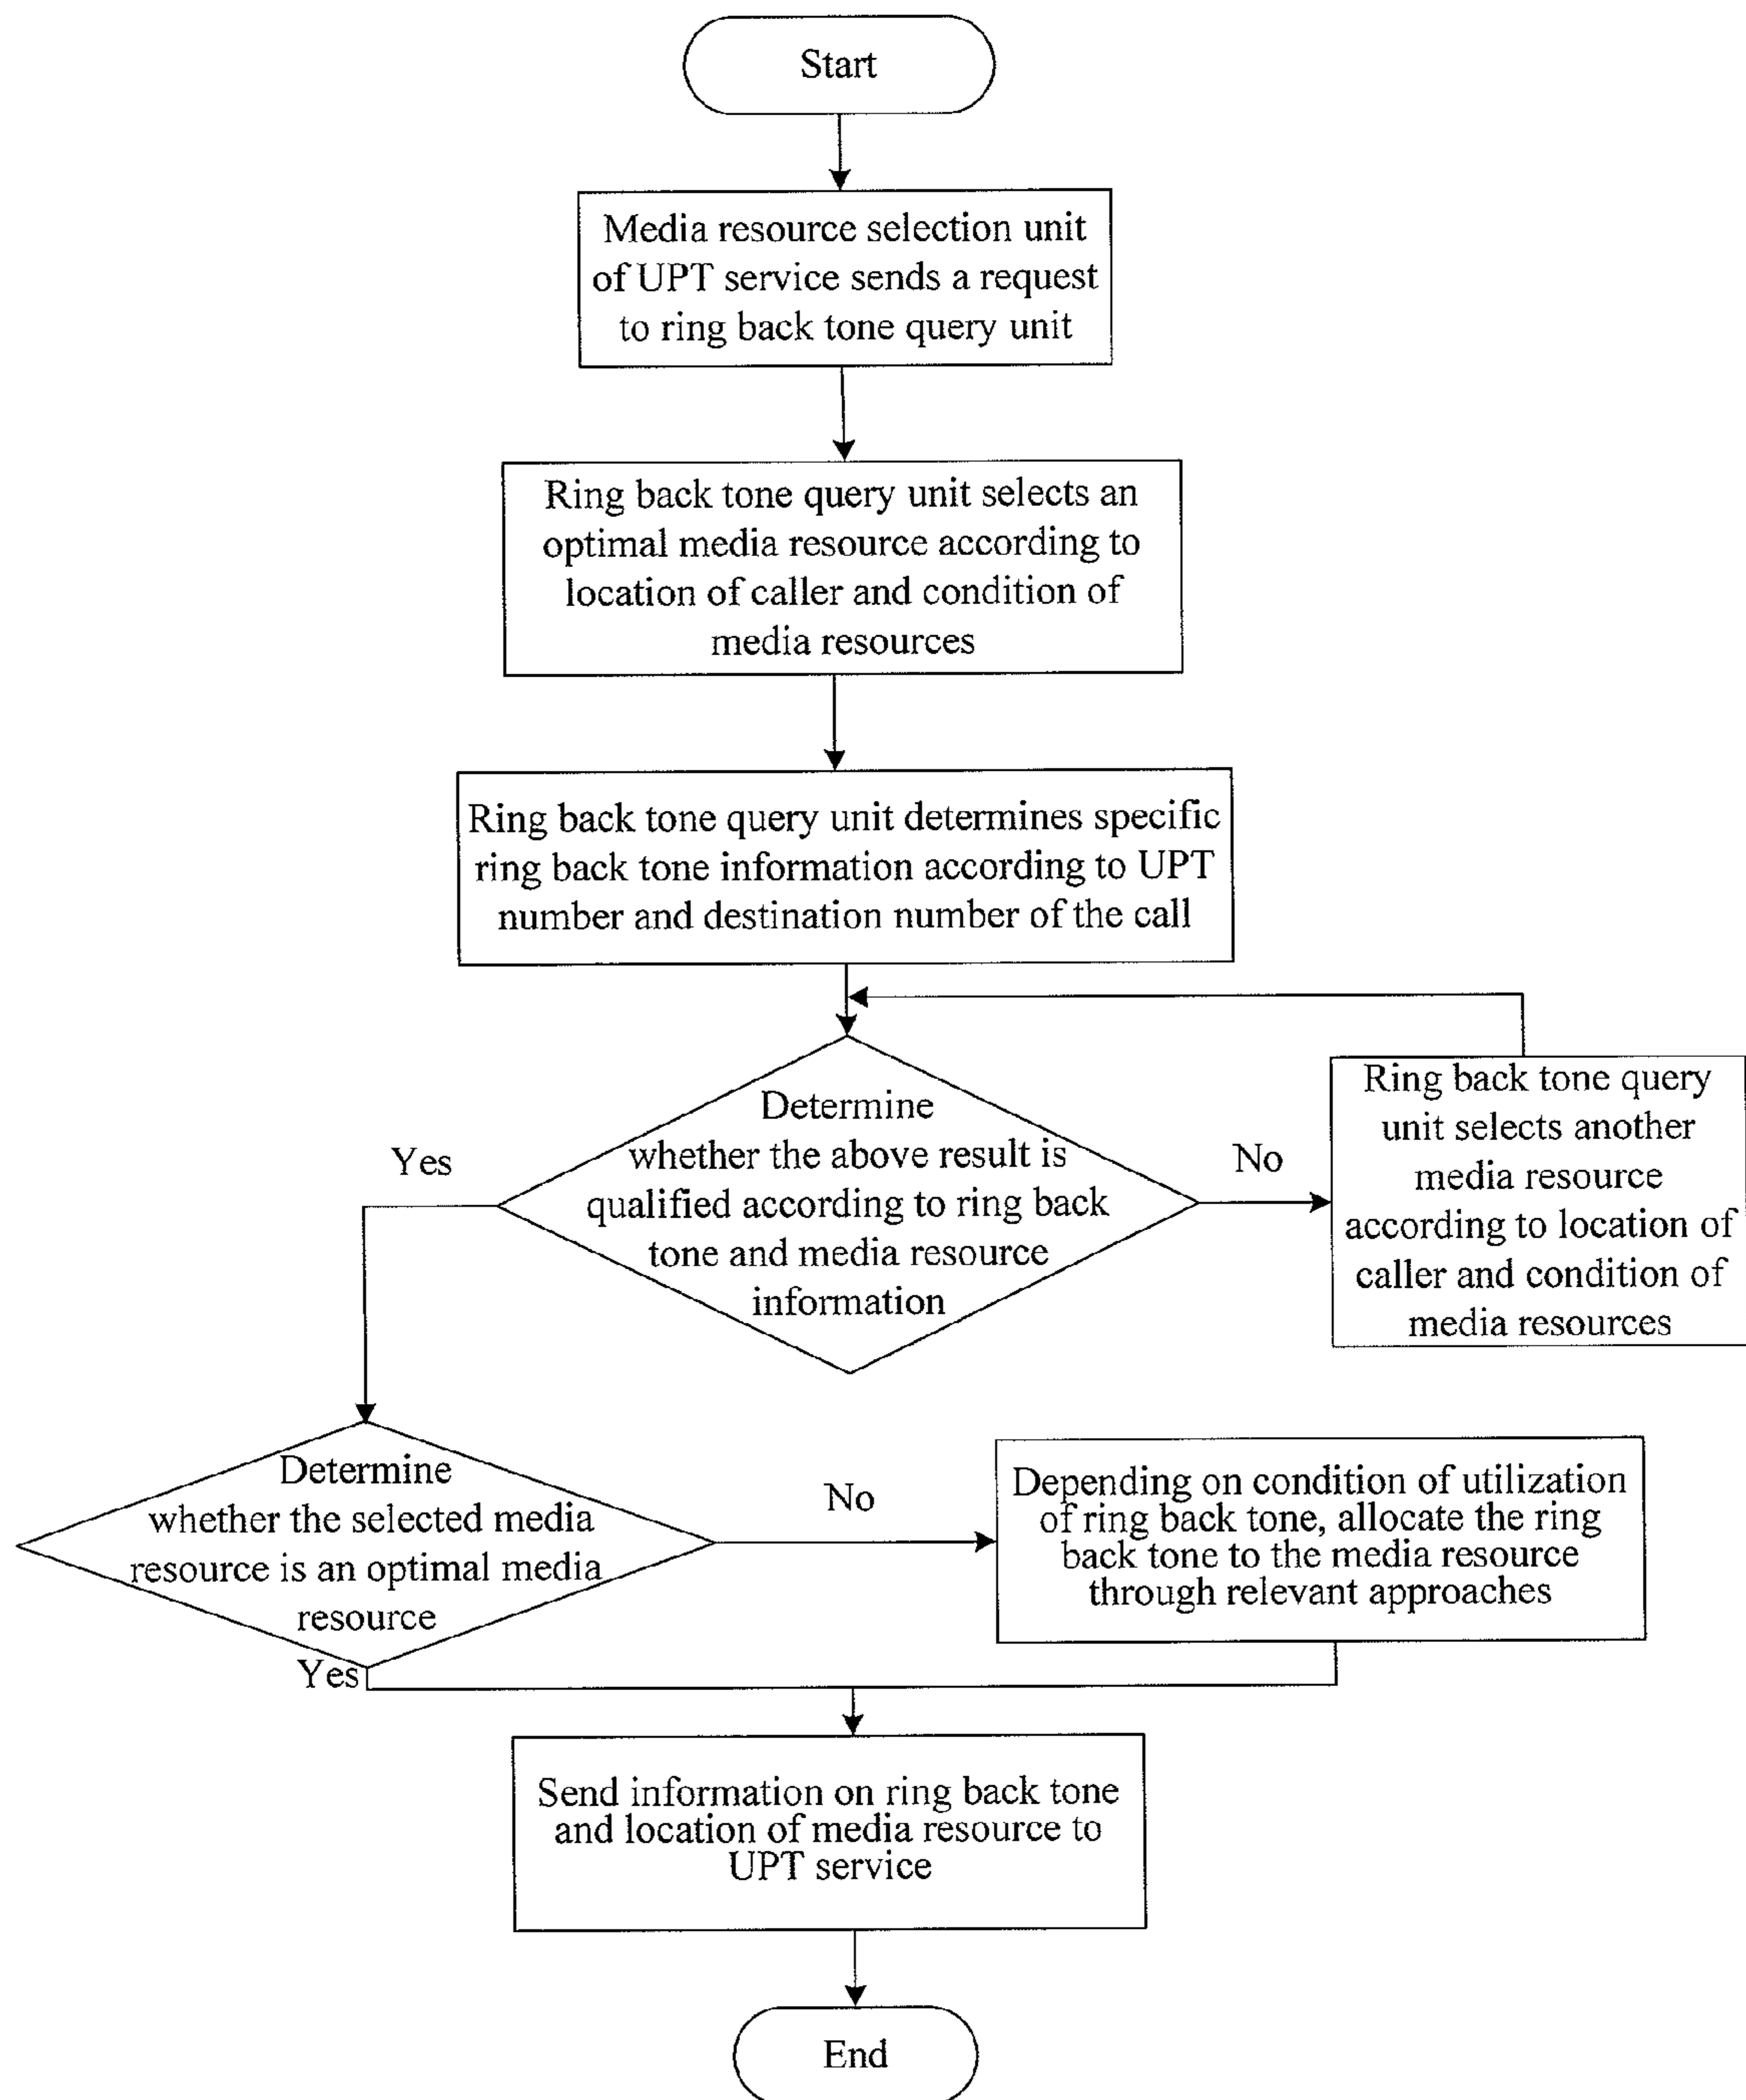 Start
Media resource selection unit
of UPT service sends a request
to ring back tone query unit
Ring back tone query unit selects an
optimal media resource according to
location of caller and condition of
media resources
Ring back tone query unit determines specific
ring back tone information according to UPT
number and destination number of the call
Determine
whether the above result is
qualified according to ring back
tone and media resource
information
Yes
No
Ring back tone query
unit selects another
media resource
according to location of
caller and condition of
media resources
Determine
whether the selected media
resource is an optimal media
resource
No
Yes
Depending on condition of utilization
of ring back tone, allocate the ring
back tone to the media resource
through relevant approaches
Send information on ring back tone
and location of media resource to
UPT service
End